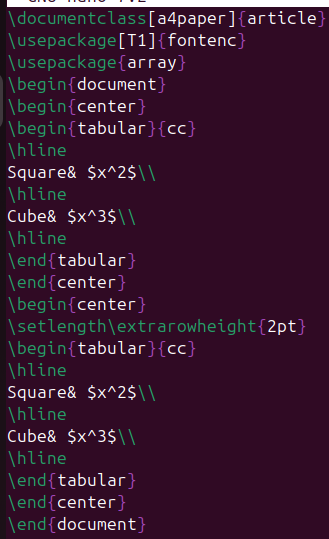 \documentclass[a4paper]{article}
\usepackage[T1]{fontenc}
\usepackage{array}
\begin{document}
\begin{center}
\begin{tabular}{cc}
\hline
Square& $x^2$\\
\hline
Cube& $x^3$\\
\hline
\end{tabular}
\end{center}
\begin{center}
\setlength\extrarowheight{2pt}
\begin{tabular}{cc}
\hline
Square& $x^2$\\
\hline
Cube& $x^3$\\
\hline
\end{tabular}
\end{center}
\end{document}